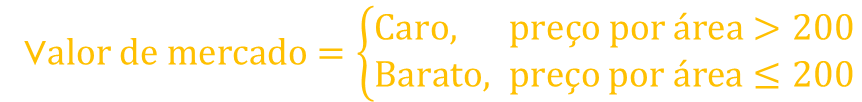 Valor de mercado = { Caro, preço por área > 200
Barato, preço por área ≤ 200